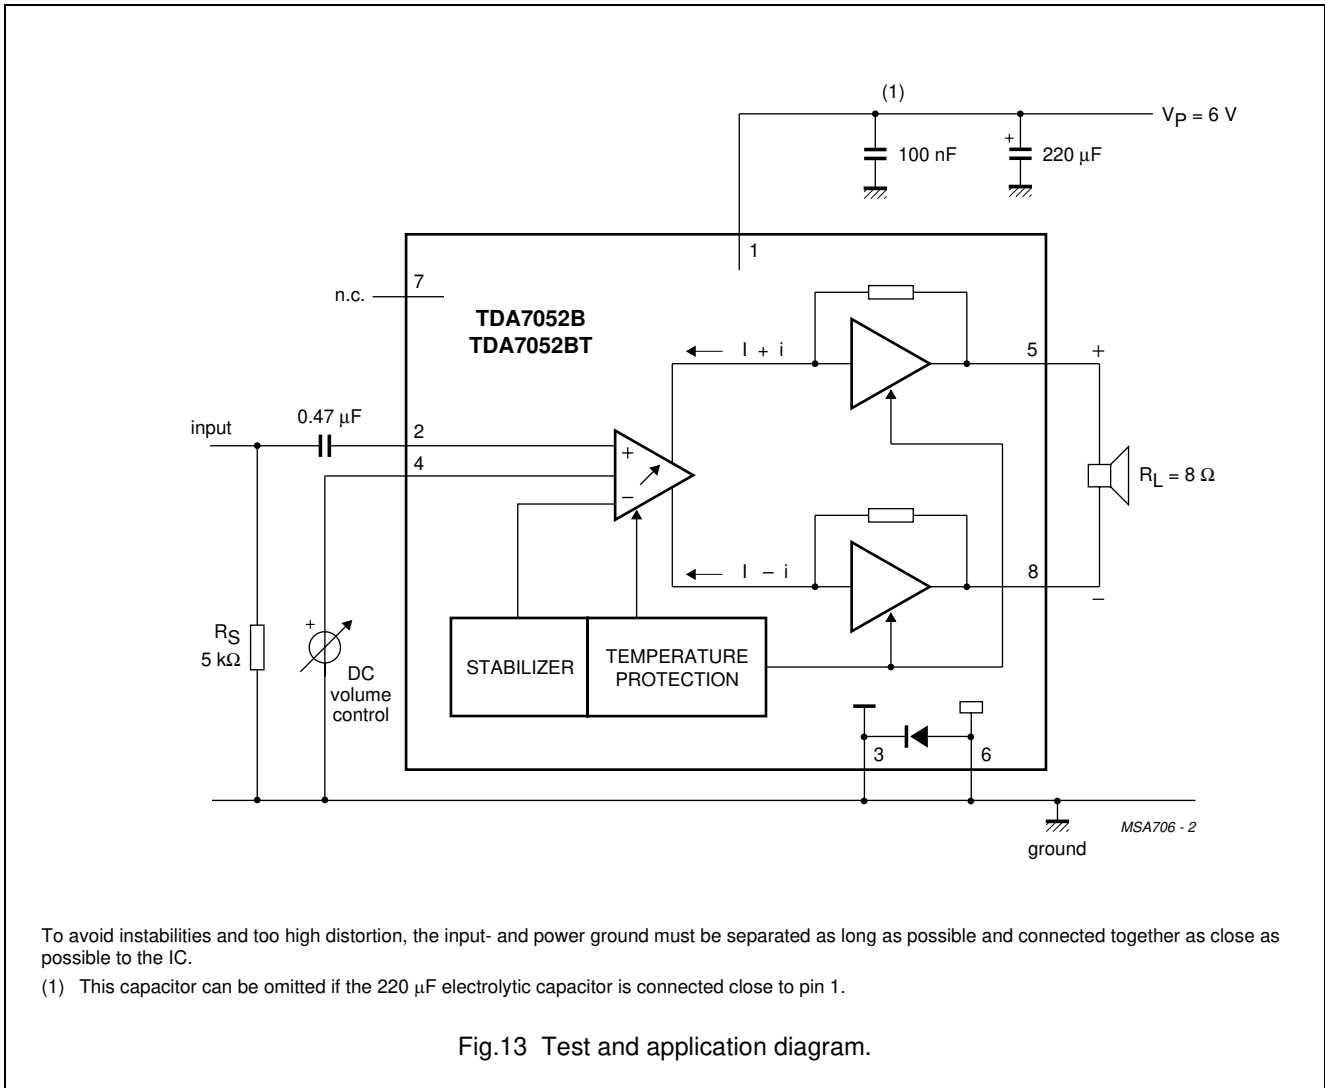 (1)
V_P = 6 V
100 nF
+
220 μF
1
7
n.c.
TDA7052B
TDA7052BT
I + i
5
+
input
0.47 μF
2
4
+
−
R_L = 8 Ω
I − i
8
−
R_S
5 kΩ
+
DC
volume
control
STABILIZER
TEMPERATURE
PROTECTION
3
6
MSA706 - 2
ground
To avoid instabilities and too high distortion, the input- and power ground must be separated as long as possible and connected together as close as
possible to the IC.
(1) This capacitor can be omitted if the 220 μF electrolytic capacitor is connected close to pin 1.
Fig.13 Test and application diagram.